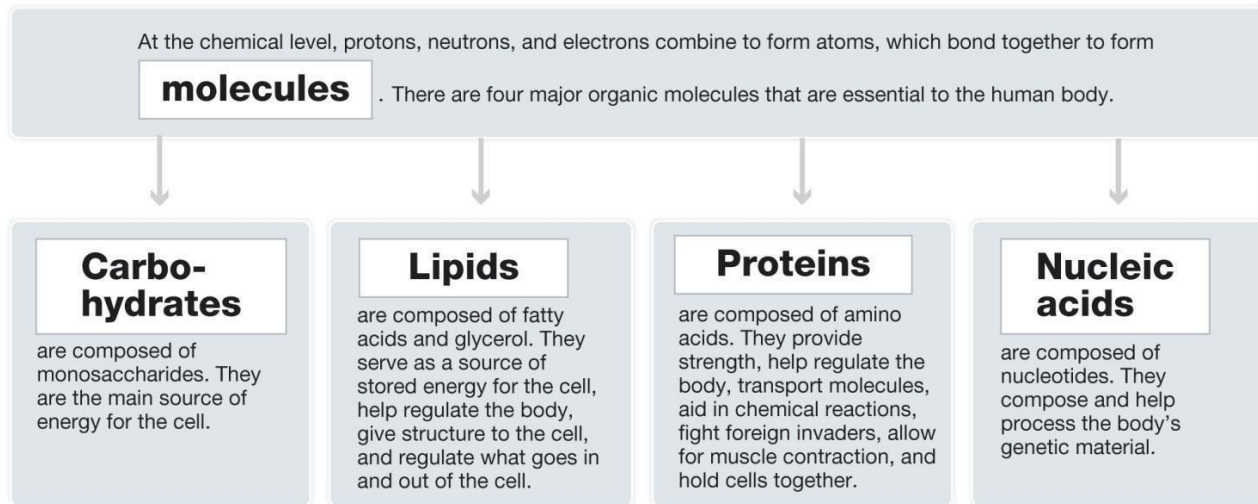 At the chemical level, protons, neutrons, and electrons combine to form atoms, which bond together to form
molecules . There are four major organic molecules that are essential to the human body.
Carbo-
hydrates
are composed of
monosaccharides. They
are the main source of
energy for the cell.
Lipids
are composed of fatty
acids and glycerol. They
serve as a source of
stored energy for the cell,
help regulate the body,
give structure to the cell,
and regulate what goes in
and out of the cell.
Proteins
are composed of amino
acids. They provide
strength, help regulate the
body, transport molecules,
aid in chemical reactions,
fight foreign invaders, allow
for muscle contraction, and
hold cells together.
Nucleic
acids
are composed of
nucleotides. They
compose and help
process the body’s
genetic material.